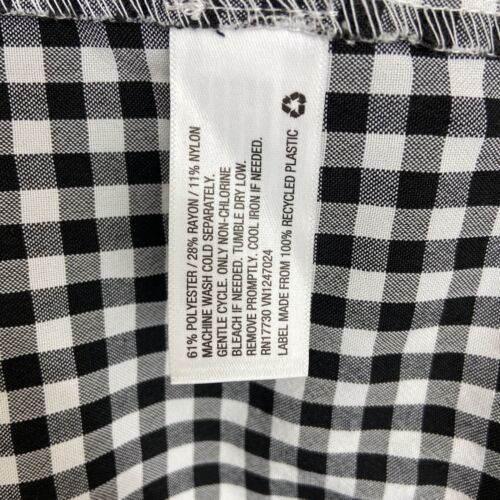 61% POLYESTER / 28% RAYON / 11% NYLON
MACHINE WASH COLD SEPARATELY.
GENTLE CYCLE. ONLY NON-CHLORINE
BLEACH IF NEEDED. TUMBLE DRY LOW.
REMOVE PROMPTLY. COOL IRON IF NEEDED.
RN17730 VN1247024
LABEL MADE FROM 100% RECYCLED PLASTIC